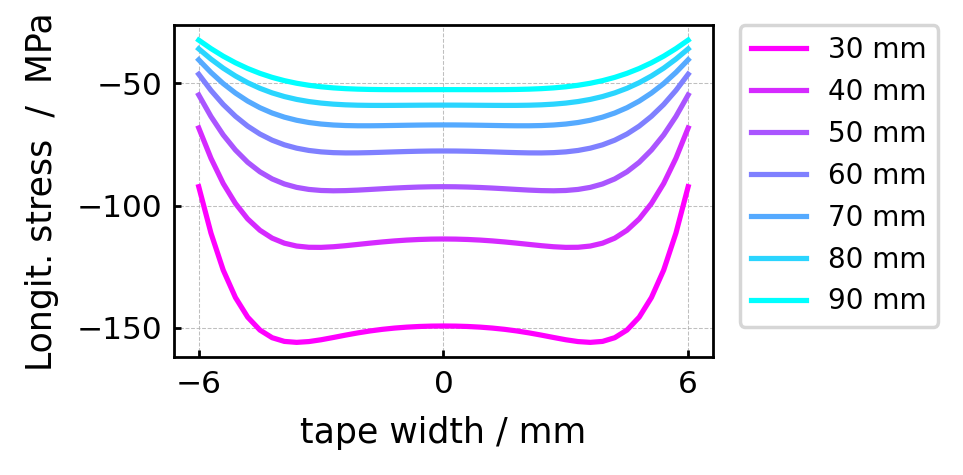 Longit. stress / MPa
−50
−100
−150
−6
0
6
tape width / mm
30 mm
40 mm
50 mm
60 mm
70 mm
80 mm
90 mm